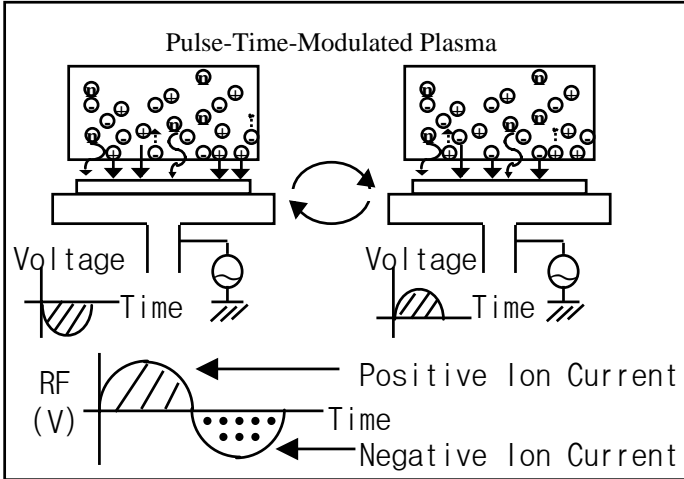 Pulse-Time-Modulated Plasma
n + - n +
- + - + n +
- - n - -
n - + n - + -
+ - - + +
n + - n +
- + - + n +
- - n - -
n - + n - + -
+ - - + +
Voltage
Time
Voltage
Time
RF
(V)
Positive Ion Current
Time
Negative Ion Current